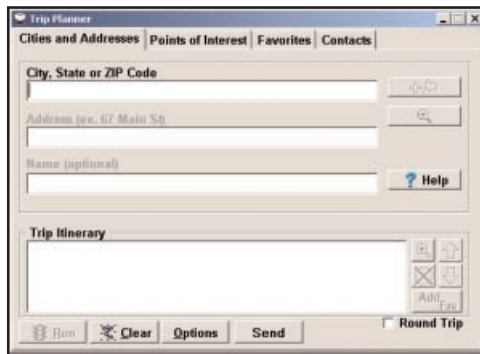 Trip Planner
Cities and Addresses Points of Interest Favorites Contacts
City, State or ZIP Code
Address (ex. 67 Main St)
Name (optional)
? Help
Trip Itinerary
Add Fav
Run Clear Options Send Round Trip